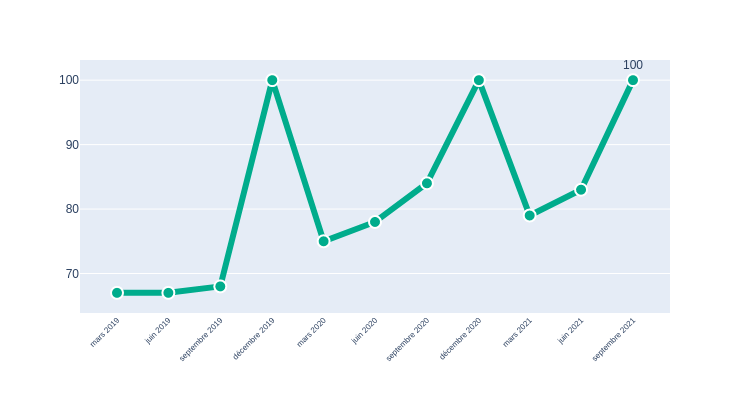 100
100
90
80
70
mars 2019
juin 2019
septembre 2019
décembre 2019
mars 2020
juin 2020
septembre 2020
décembre 2020
mars 2021
juin 2021
septembre 2021